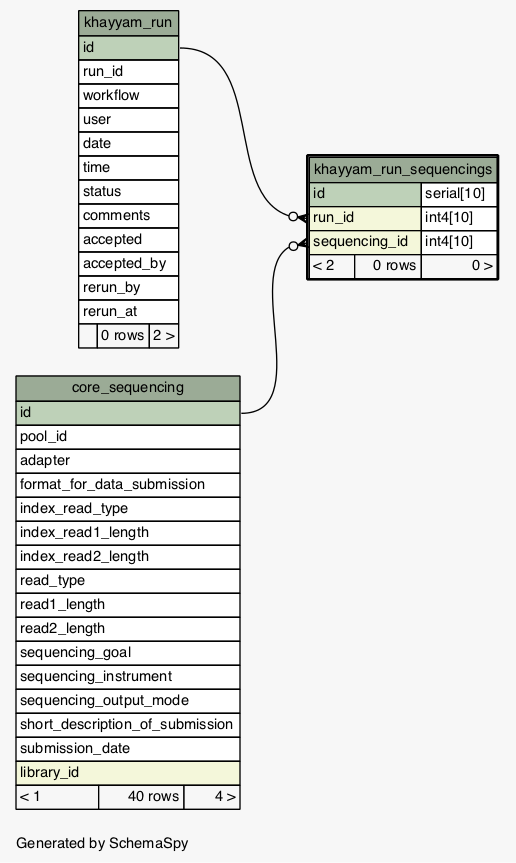 khayyam_run
id
run_id
workflow
user
date
time
status
comments
accepted
accepted_by
rerun_by
rerun_at
0 rows 2 >
khayyam_run_sequencings
id serial[10]
run_id int4[10]
sequencing_id int4[10]
< 2 0 rows 0 >
core_sequencing
id
pool_id
adapter
format_for_data_submission
index_read_type
index_read1_length
index_read2_length
read_type
read1_length
read2_length
sequencing_goal
sequencing_instrument
sequencing_output_mode
short_description_of_submission
submission_date
library_id
< 1 40 rows 4 >
Generated by SchemaSpy